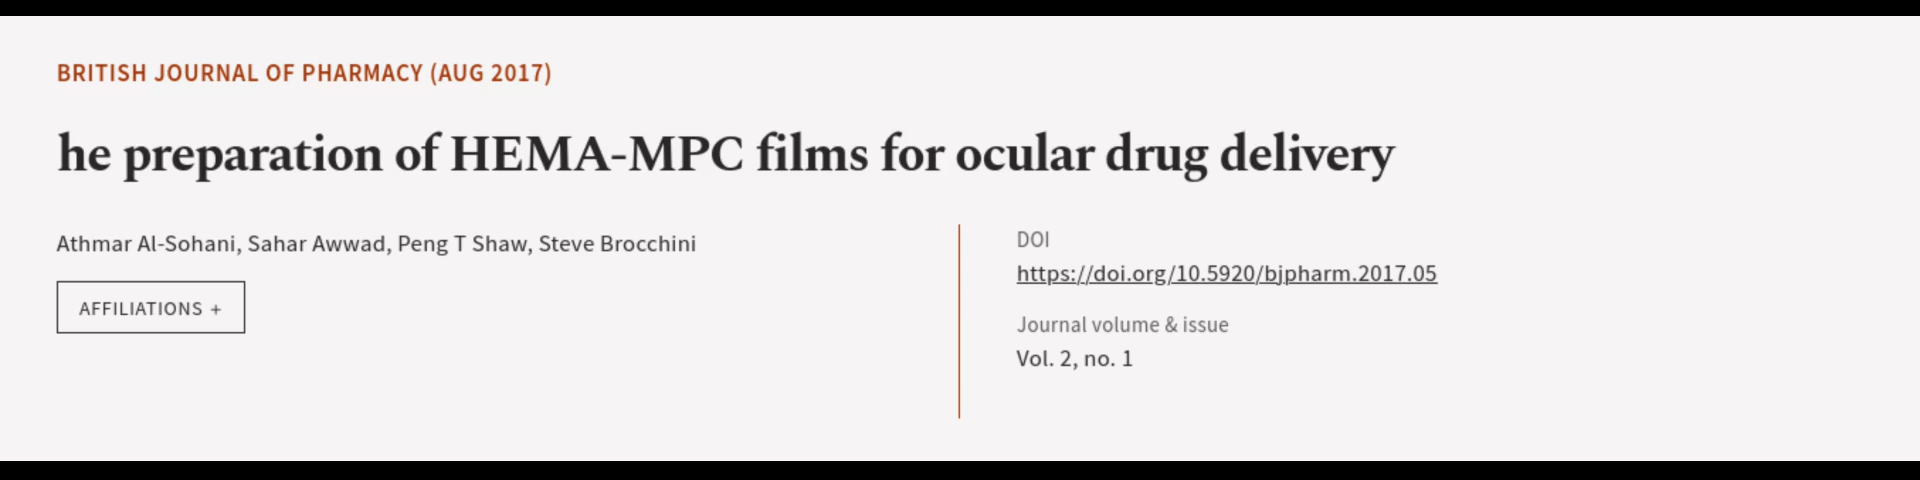 BRITISH JOURNAL OF PHARMACY (AUG 2017)
he preparation of HEMA-MPC films for ocular drug delivery
Athmar Al-Sohani, Sahar Awwad, Peng T Shaw, Steve Brocchini
AFFILIATIONS +
DOI
https://doi.org/10.5920/bjpharm.2017.05
Journal volume & issue
Vol. 2, no. 1